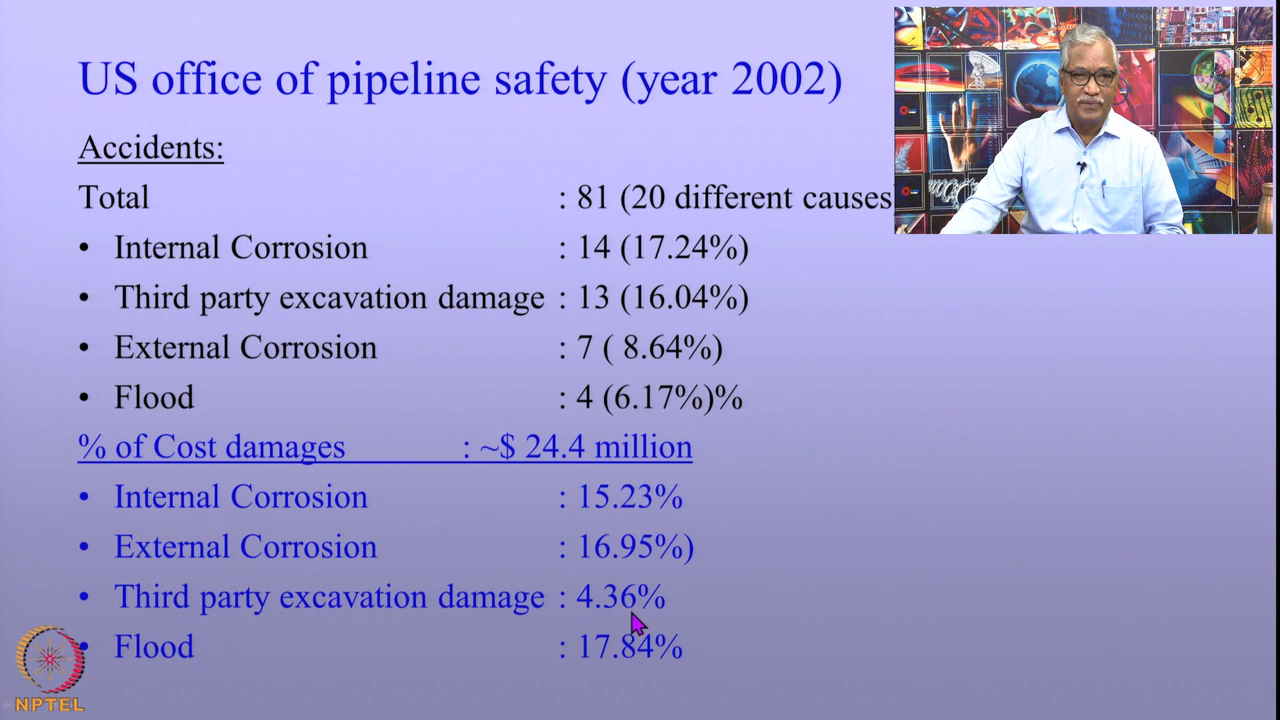 US office of pipeline safety (year 2002)
Accidents:
Total : 81 (20 different causes
• Internal Corrosion : 14 (17.24%)
• Third party excavation damage : 13 (16.04%)
• External Corrosion : 7 ( 8.64%)
• Flood : 4 (6.17%)%
% of Cost damages : ~$ 24.4 million
• Internal Corrosion : 15.23%
• External Corrosion : 16.95%)
• Third party excavation damage : 4.36%
• Flood : 17.84%
NPTEL